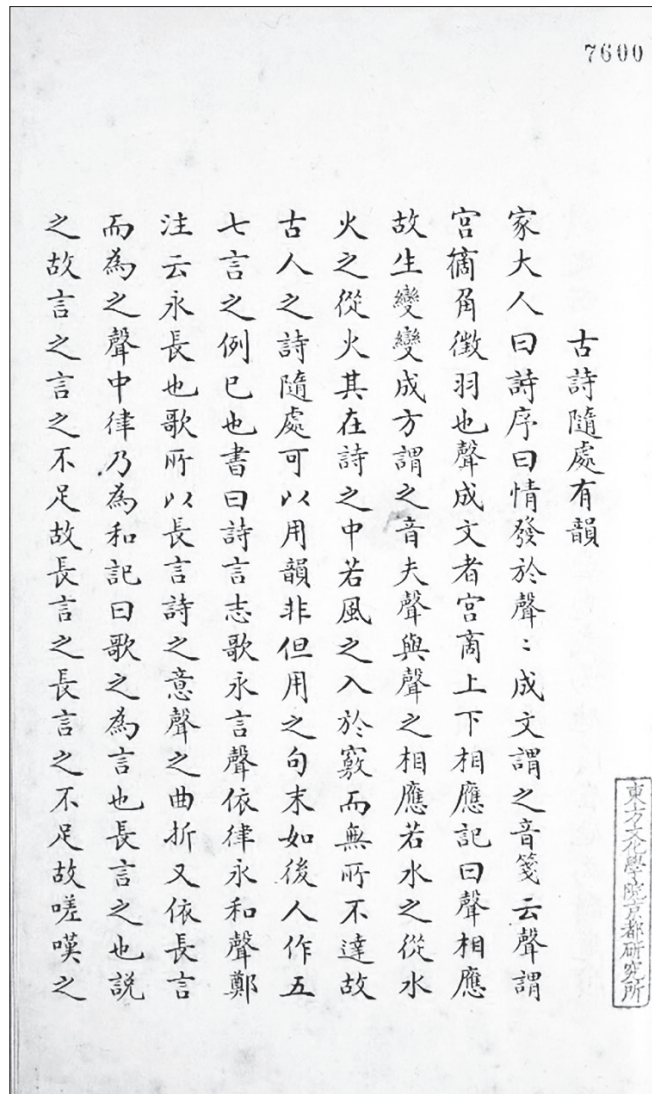 7600
古詩隨處有韻
家大人曰詩序曰情發於聲〻成文謂之音箋云聲謂
宮商角徵羽也聲成文者宮商上下相應記曰聲相應
故生變變成方謂之音夫聲與聲之相應若水之從水
火之從火其在詩之中若風之入於竅而無所不達故
古人之詩隨處可以用韻非但用之句末如後人作五
七言之例已也書曰詩言志歌永言聲依律永和聲鄭
注云永長也歌所以長言詩之意聲之曲折又依長言
而為之聲中律乃為和記曰歌之為言也長言之也説
之故言之言之不足故長言之長言之不足故嗟嘆之
東方文化學院京都研究所